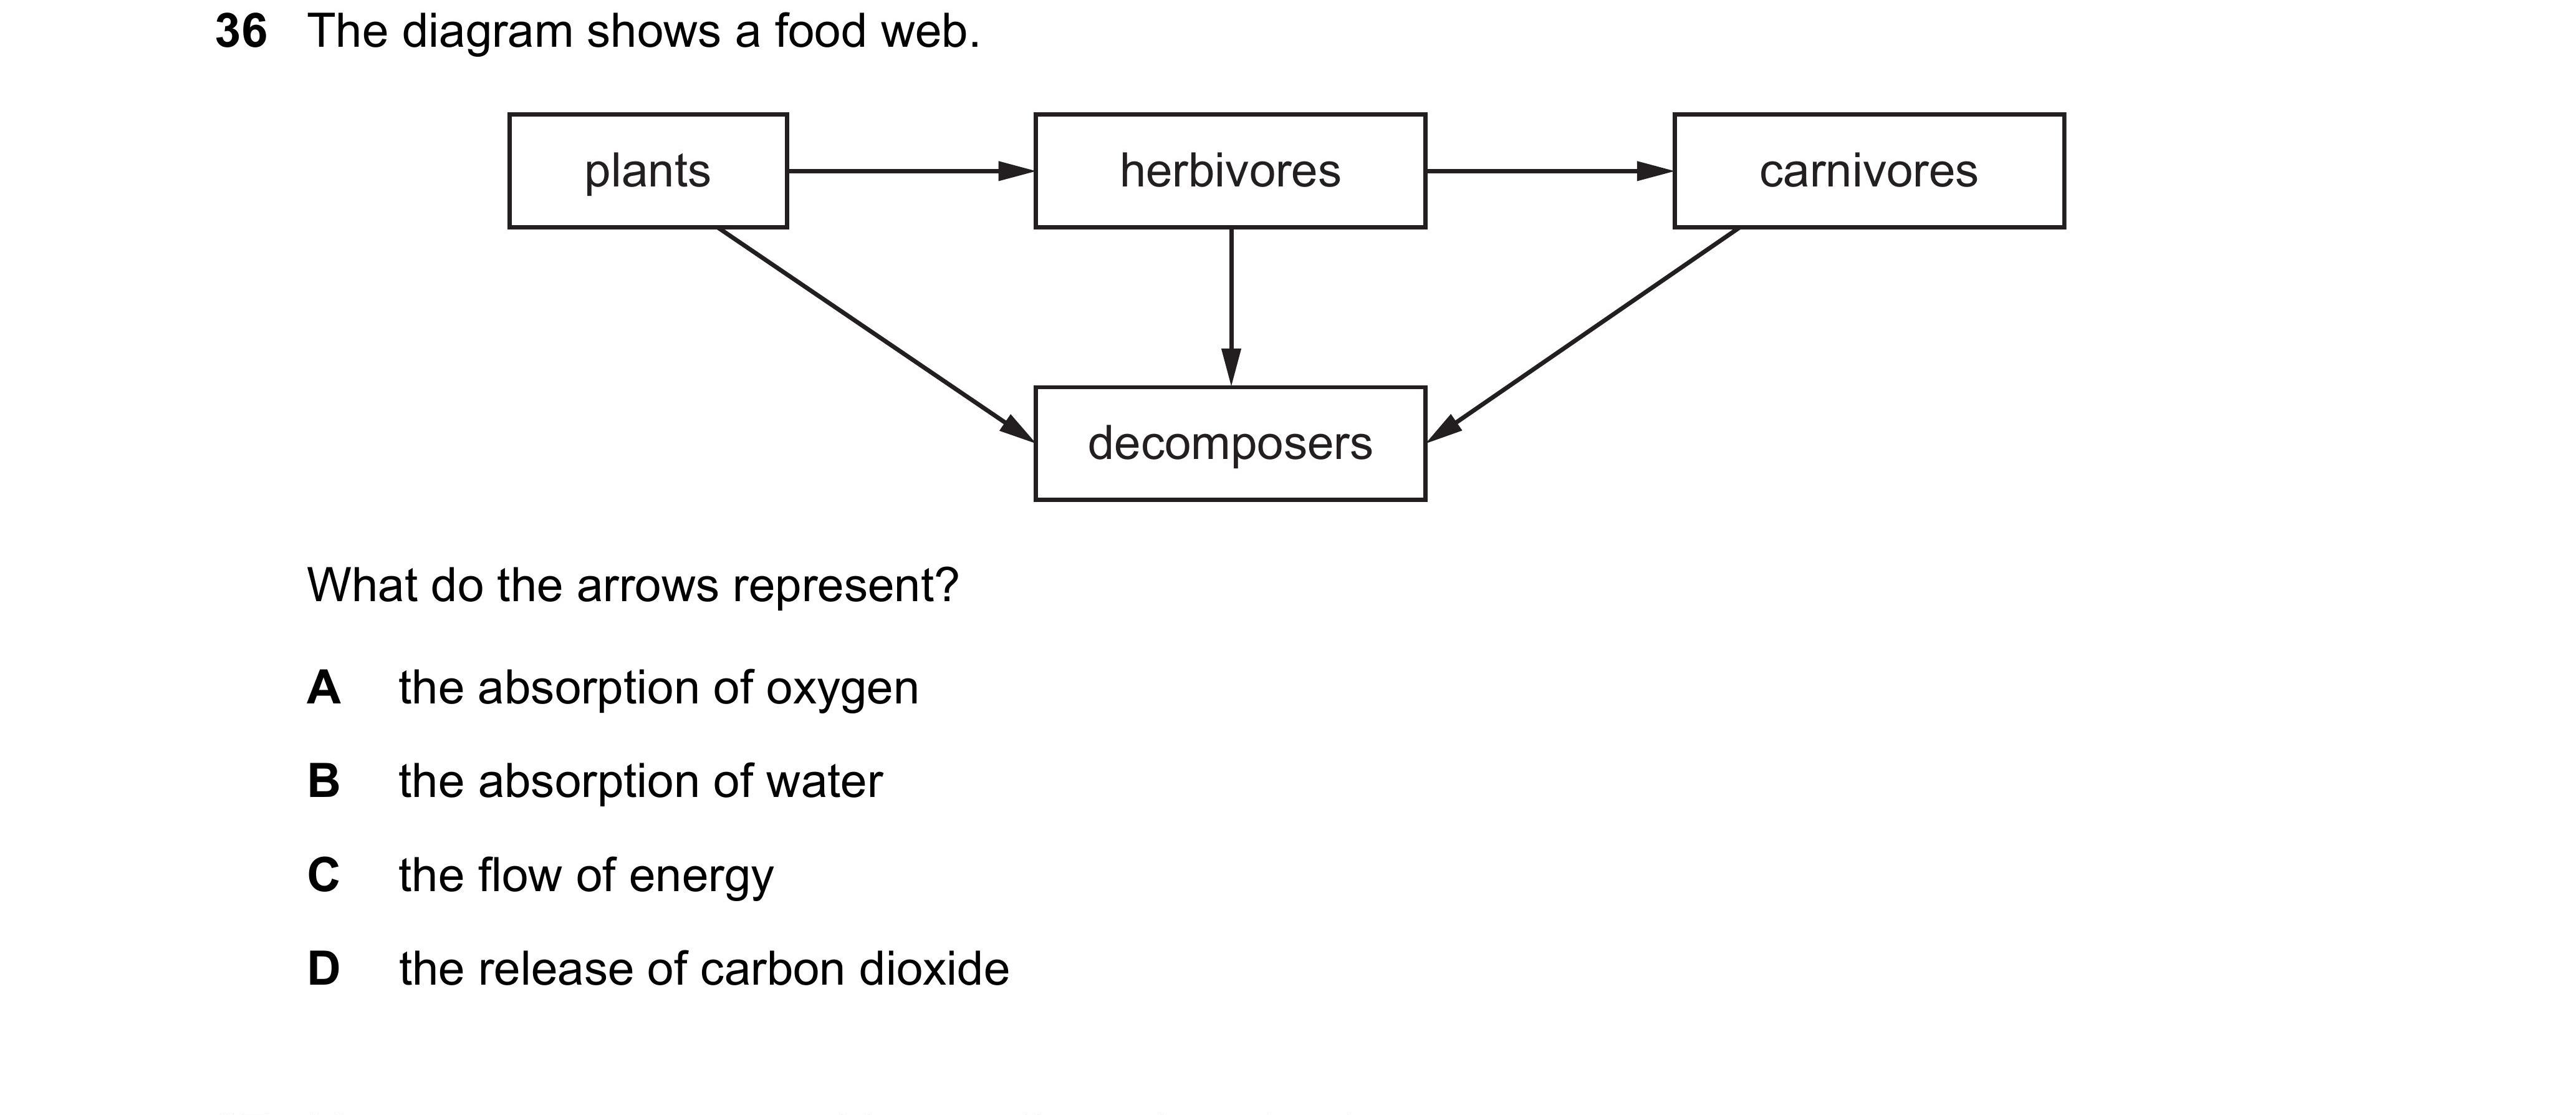 36 The diagram shows a food web.
plants
herbivores
carnivores
decomposers
What do the arrows represent?
A the absorption of oxygen
B the absorption of water
C the flow of energy
D the release of carbon dioxide